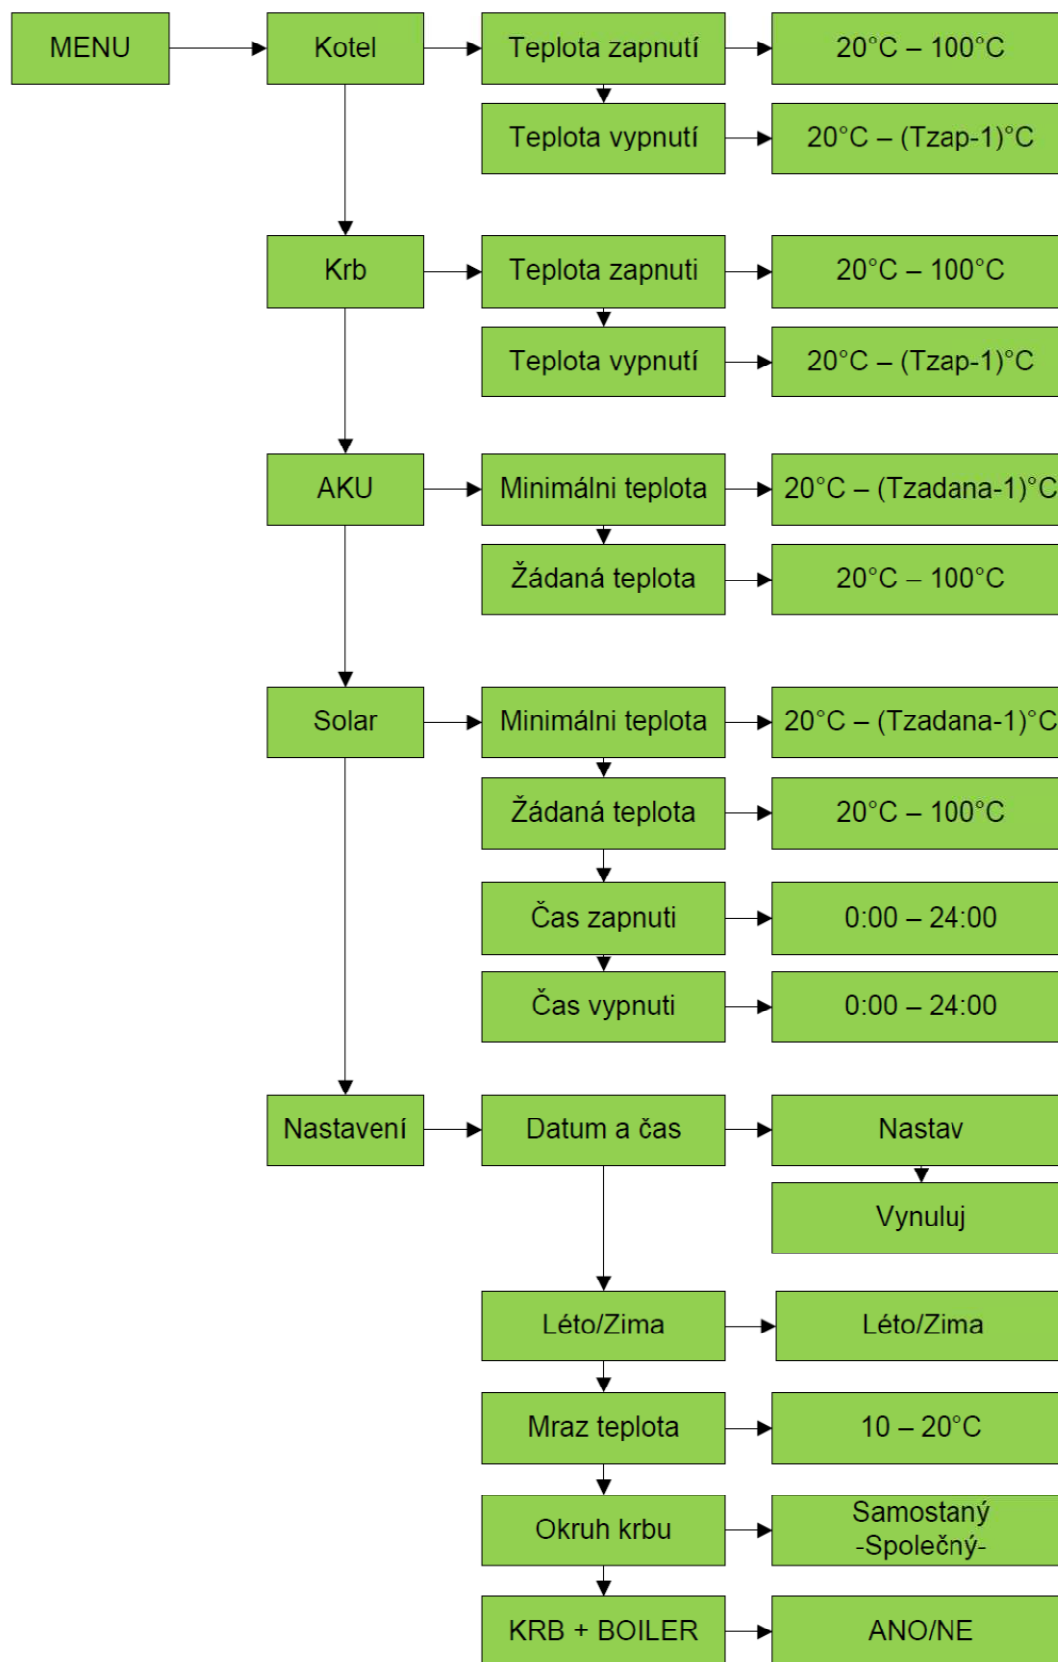 MENU
Kotel
Teplota zapnutí
20°C – 100°C
Teplota vypnutí
20°C – (Tzap-1)°C
Krb
Teplota zapnuti
20°C – 100°C
Teplota vypnutí
20°C – (Tzap-1)°C
AKU
Minimálni teplota
20°C – (Tzadana-1)°C
Žádaná teplota
20°C – 100°C
Solar
Minimálni teplota
20°C – (Tzadana-1)°C
Žádaná teplota
20°C – 100°C
Čas zapnuti
0:00 – 24:00
Čas vypnuti
0:00 – 24:00
Nastavení
Datum a čas
Nastav
Vynuluj
Léto/Zima
Léto/Zima
Mraz teplota
10 – 20°C
Okruh krbu
Samostaný
-Společný-
KRB + BOILER
ANO/NE